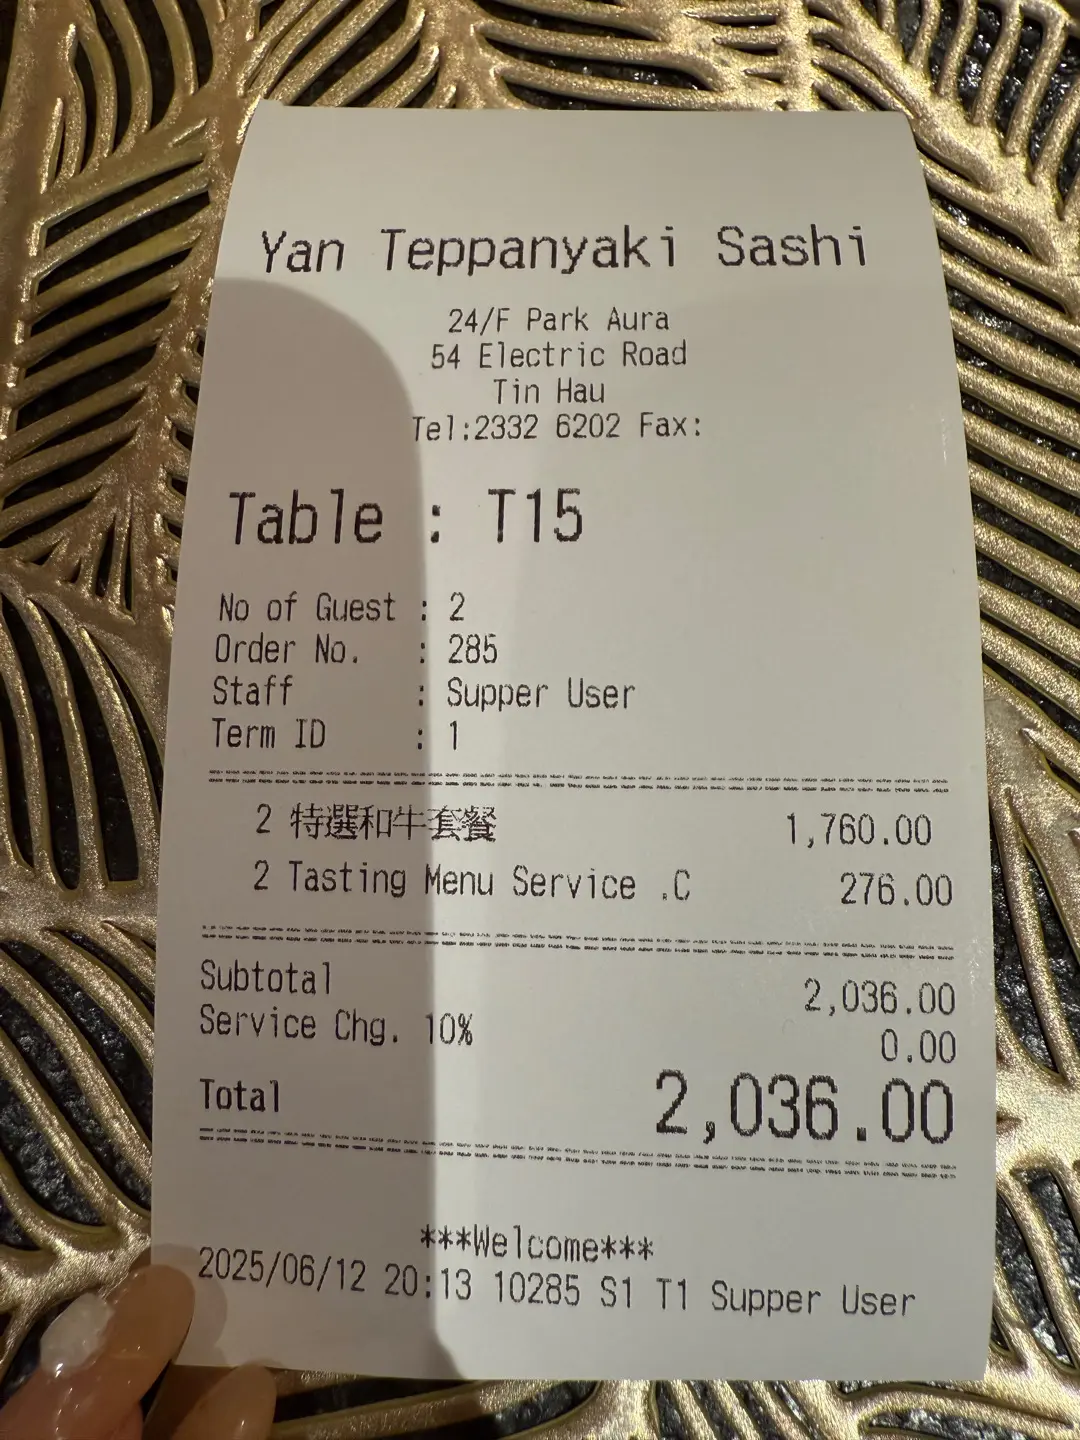 Yan Teppanyaki Sashi
24/F Park Aura
54 Electric Road
Tin Hau
Tel:2332 6202 Fax:
Table : T15
No of Guest : 2
Order No. : 285
Staff : Supper User
Term ID : 1
2 特選和牛套餐 1,760.00
2 Tasting Menu Service .C 276.00
Subtotal 2,036.00
Service Chg. 10% 0.00
Total 2,036.00
***Welcome***
2025/06/12 20:13 10285 S1 T1 Supper User